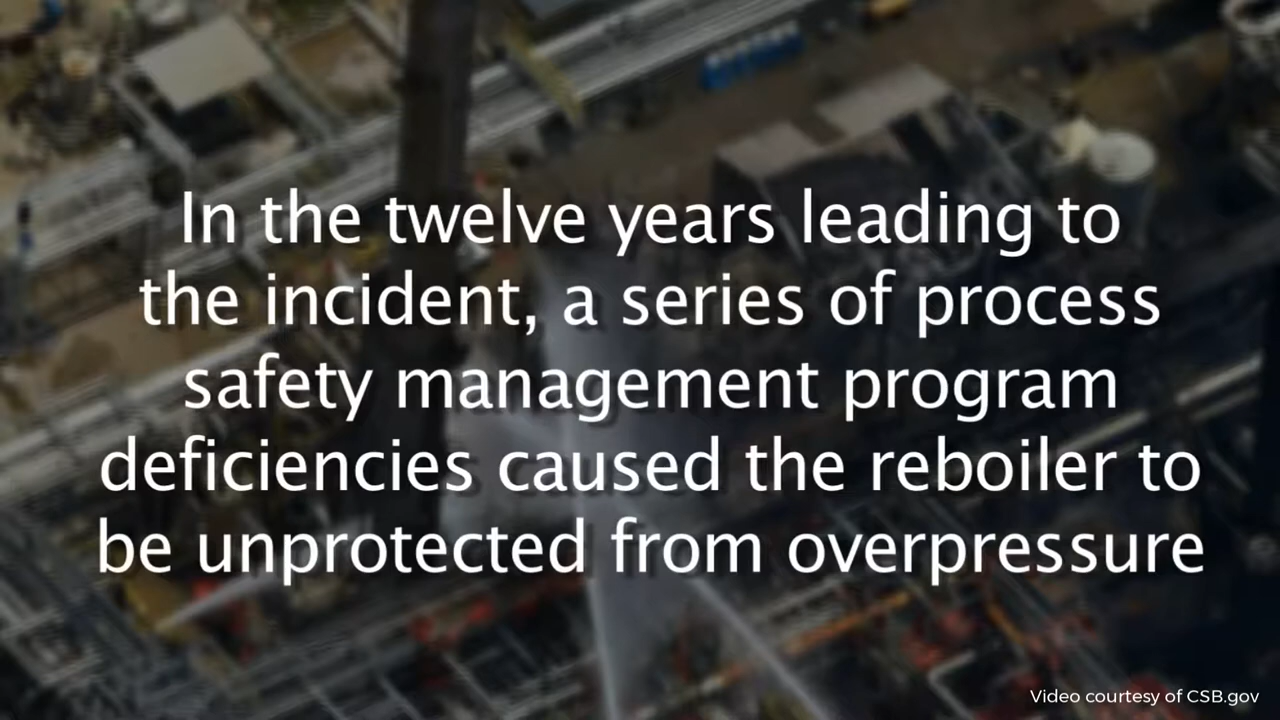 In the twelve years leading to
the incident, a series of process
safety management program
deficiencies caused the reboiler to
be unprotected from overpressure
Video courtesy of CSB.gov